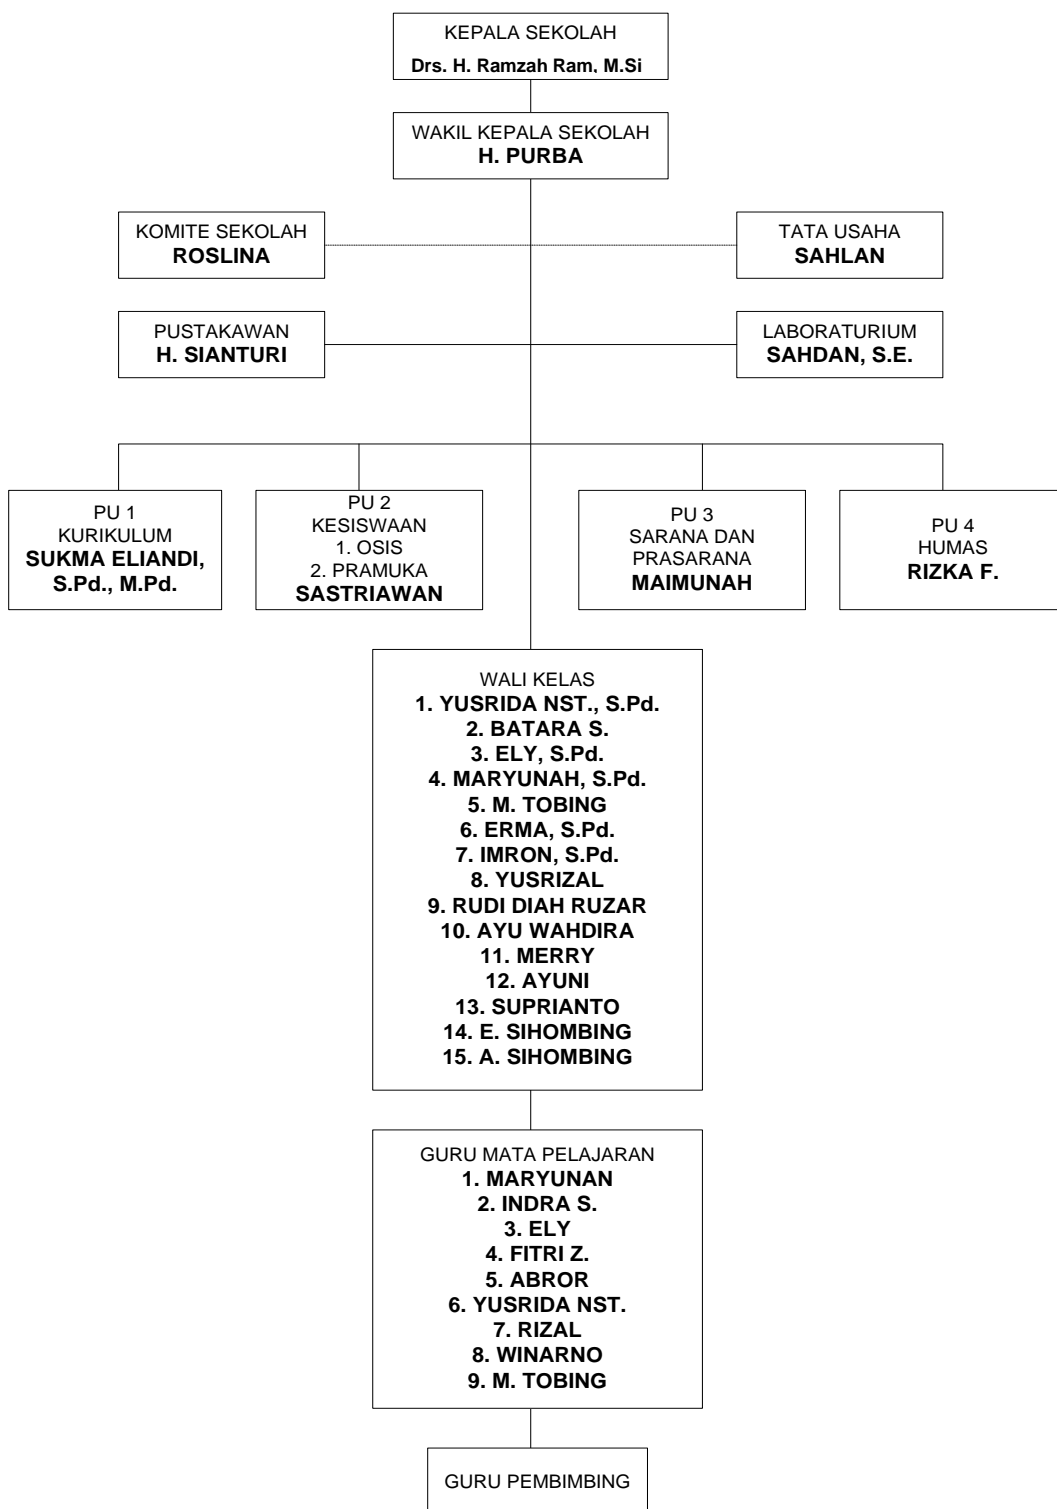 KEPALA SEKOLAH
Drs. H. Ramzah Ram, M.Si
WAKIL KEPALA SEKOLAH
H. PURBA
KOMITE SEKOLAH
ROSLINA
TATA USAHA
SAHLAN
PUSTAKAWAN
H. SIANTURI
LABORATURIUM
SAHDAN, S.E.
PU 1
KURIKULUM
SUKMA ELIANDI,
S.Pd., M.Pd.
PU 2
KESISWAAN
1. OSIS
2. PRAMUKA
SASTRIAWAN
PU 3
SARANA DAN
PRASARANA
MAIMUNAH
PU 4
HUMAS
RIZKA F.
WALI KELAS
1. YUSRIDA NST., S.Pd.
2. BATARA S.
3. ELY, S.Pd.
4. MARYUNAH, S.Pd.
5. M. TOBING
6. ERMA, S.Pd.
7. IMRON, S.Pd.
8. YUSRIZAL
9. RUDI DIAH RUZAR
10. AYU WAHDIRA
11. MERRY
12. AYUNI
13. SUPRIANTO
14. E. SIHOMBING
15. A. SIHOMBING
GURU MATA PELAJARAN
1. MARYUNAN
2. INDRA S.
3. ELY
4. FITRI Z.
5. ABROR
6. YUSRIDA NST.
7. RIZAL
8. WINARNO
9. M. TOBING
GURU PEMBIMBING